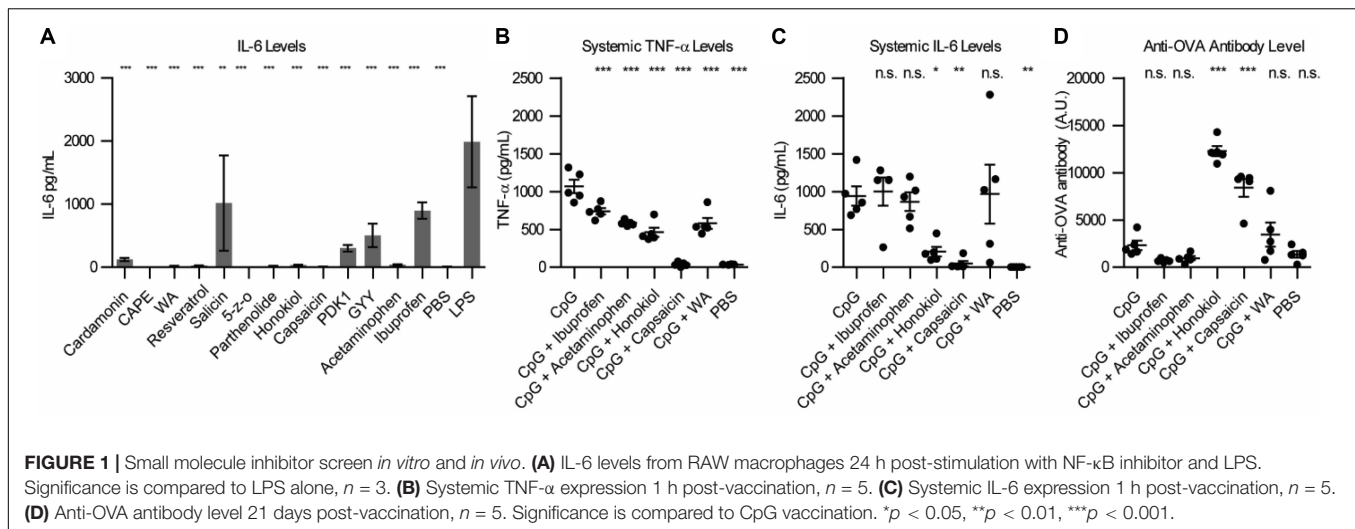 A
IL-6 Levels
*** *** *** *** ** *** *** *** *** *** *** *** *** ***
IL-6 pg/mL
3000
2000
1000
0
Cardamonin
CAPE
WA
Resveratrol
Salicin
5-z-o
Parthenolide
Honokiol
Capsaicin
PDK1
GYY
Acetaminophen
Ibuprofen
PBS
LPS
B
Systemic TNF-α Levels
*** *** *** *** *** ***
TNF-α (pg/mL)
2500
2000
1500
1000
500
0
CpG
CpG + Ibuprofen
CpG + Acetaminophen
CpG + Honokiol
CpG + Capsaicin
CpG + WA
PBS
C
Systemic IL-6 Levels
n.s. n.s. * ** n.s. **
IL-6 (pg/mL)
2500
2000
1500
1000
500
0
CpG
CpG + Ibuprofen
CpG + Acetaminophen
CpG + Honokiol
CpG + Capsaicin
CpG + WA
PBS
D
Anti-OVA Antibody Level
n.s. n.s. *** *** n.s. n.s.
Anti-OVA antibody (A.U.)
20000
15000
10000
5000
0
CpG
CpG + Ibuprofen
CpG + Acetaminophen
CpG + Honokiol
CpG + Capsaicin
CpG + WA
PBS
FIGURE 1 | Small molecule inhibitor screen in vitro and in vivo. (A) IL-6 levels from RAW macrophages 24 h post-stimulation with NF-κB inhibitor and LPS.
Significance is compared to LPS alone, n = 3. (B) Systemic TNF-α expression 1 h post-vaccination, n = 5. (C) Systemic IL-6 expression 1 h post-vaccination, n = 5.
(D) Anti-OVA antibody level 21 days post-vaccination, n = 5. Significance is compared to CpG vaccination. *p < 0.05, **p < 0.01, ***p < 0.001.